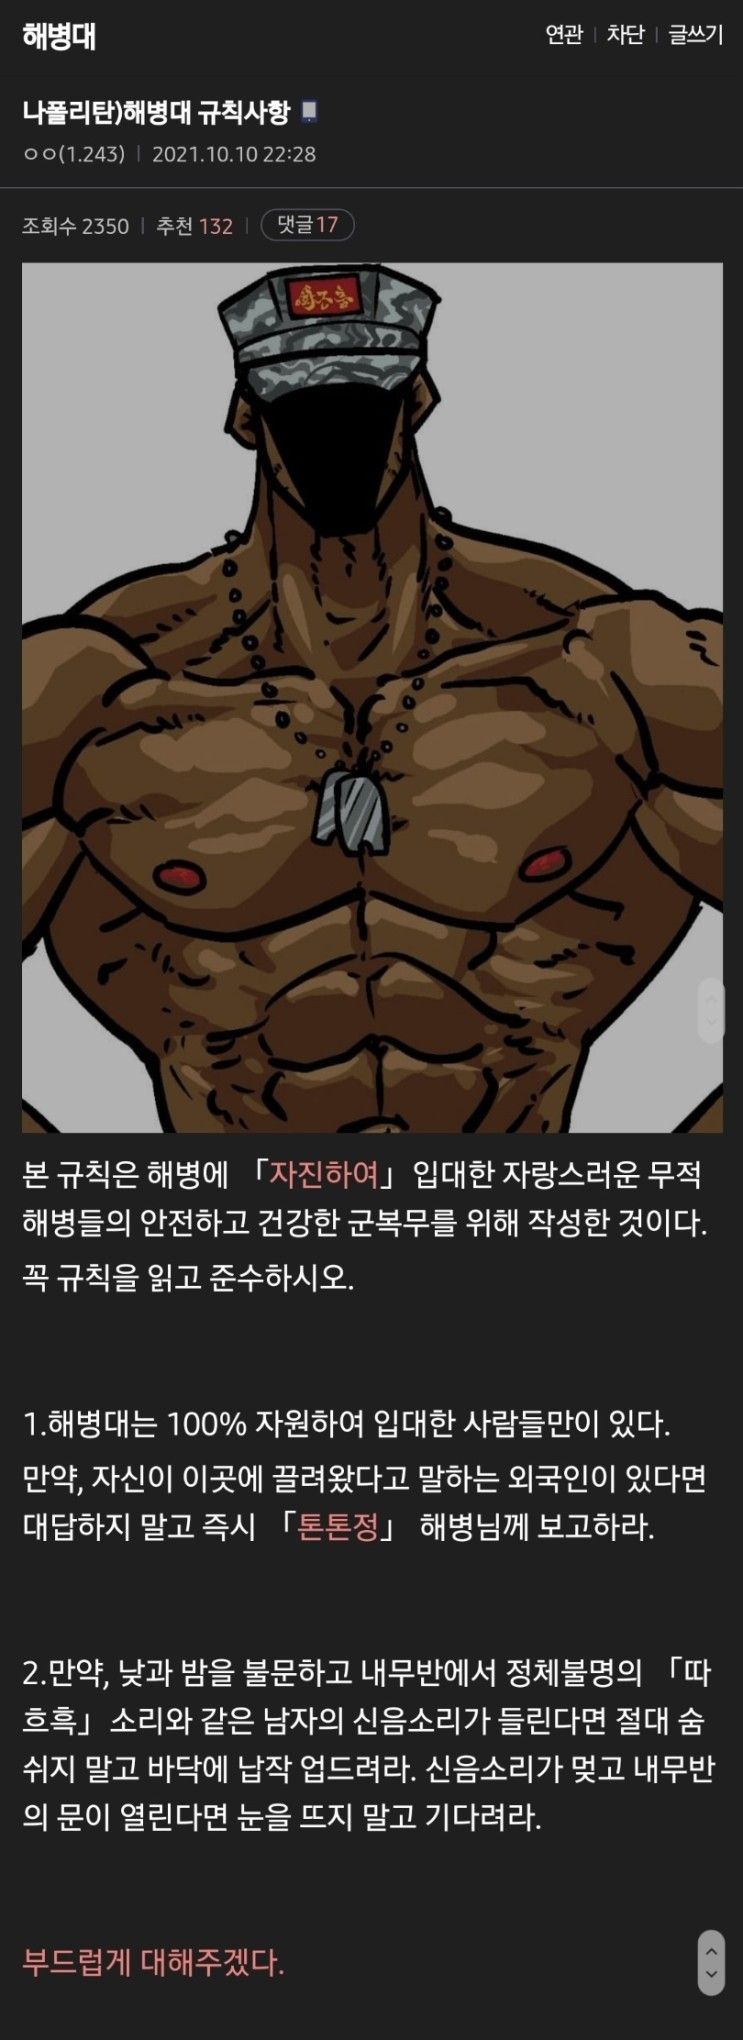 해병대
연관 | 차단 | 글쓰기
나폴리탄)해병대 규칙사항
ㅇㅇ(1.243) | 2021.10.10 22:28
조회수 2350 | 추천 132 | 댓글 17
본 규칙은 해병에 「자진하여」 입대한 자랑스러운 무적
해병들의 안전하고 건강한 군복무를 위해 작성한 것이다.
꼭 규칙을 읽고 준수하시오.
1.해병대는 100% 자원하여 입대한 사람들만이 있다.
만약, 자신이 이곳에 끌려왔다고 말하는 외국인이 있다면
대답하지 말고 즉시 「톤톤정」 해병님께 보고하라.
2.만약, 낮과 밤을 불문하고 내무반에서 정체불명의 「따
흐흑」 소리와 같은 남자의 신음소리가 들린다면 절대 숨
쉬지 말고 바닥에 납작 업드려라. 신음소리가 멎고 내무반
의 문이 열린다면 눈을 뜨지 말고 기다려라.
부드럽게 대해주겠다.